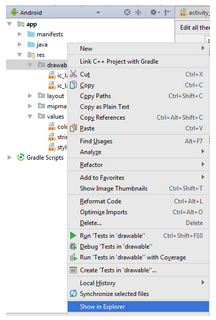 Android
activity_
Edit all the
app
manifests
java
res
drawable
ic_la
ic_la
layout
mipma
values
colo
strin
style
Gradle Scripts
New
Link C++ Project with Gradle
Cut Ctrl+X
Copy Ctrl+C
Copy Paths Ctrl+Shift+C
Copy as Plain Text
Copy References Ctrl+Alt+Shift+C
Paste Ctrl+V
Find Usages Alt+F7
Analyze
Refactor
Add to Favorites
Show Image Thumbnails Ctrl+Shift+T
Reformat Code Ctrl+Alt+L
Optimize Imports Ctrl+Alt+O
Delete... Delete
Run 'Tests in 'drawable'' Ctrl+Shift+F10
Debug 'Tests in 'drawable''
Run 'Tests in 'drawable'' with Coverage
Create 'Tests in 'drawable''...
Local History
Synchronize selected files
Show in Explorer